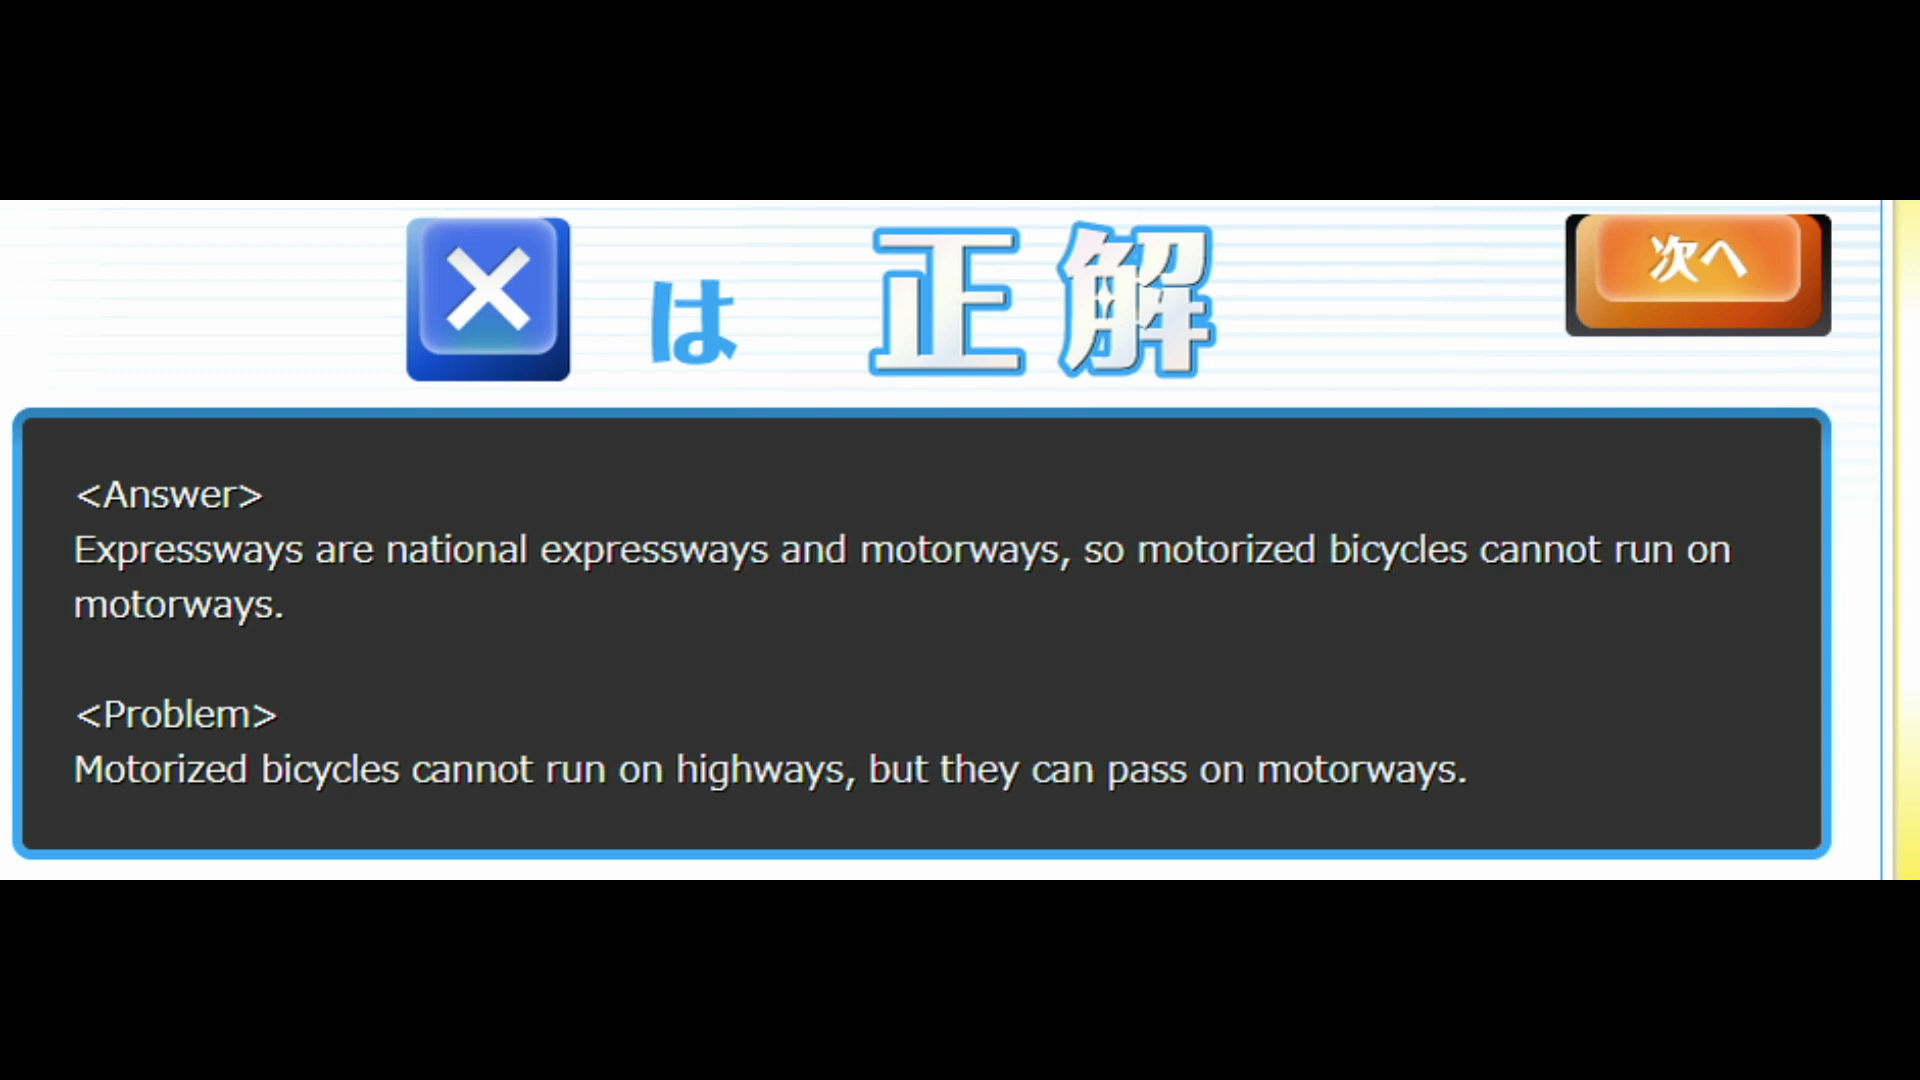 ×は 正解
次へ
<Answer>
Expressways are national expressways and motorways, so motorized bicycles cannot run on
motorways.
<Problem>
Motorized bicycles cannot run on highways, but they can pass on motorways.